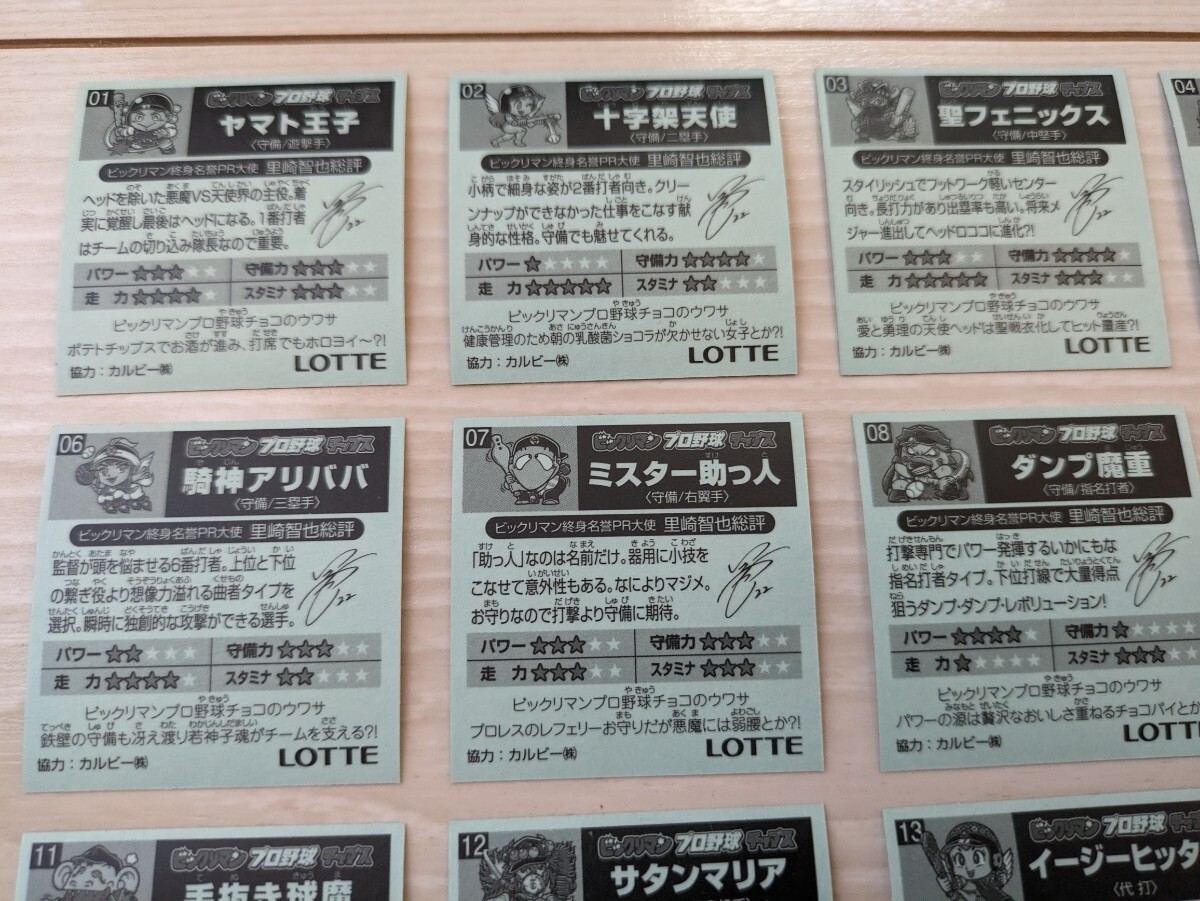 01
ビックリマン プロ野球 チップス
ヤマト王子
〈守備/遊撃手〉
ビックリマン終身名誉PR大使 里崎智也総評
ヘッドを除いた悪魔VS天使界の主役。着
実に覚醒し最後はヘッドになる。1番打者
はチームの切り込み隊長なので重要。
パワー★★★★★ 守備力★★★★★
走 力★★★★★ スタミナ★★★★★
ビックリマンプロ野球チョコのウワサ
ポテトチップスでお酒が進み、打席でもホロヨイ〜?!
協力：カルビー㈱ LOTTE
02
ビックリマン プロ野球 チップス
十字架天使
〈守備/二塁手〉
ビックリマン終身名誉PR大使 里崎智也総評
小柄で細身な姿が2番打者向き。クリー
ンナップができなかった仕事をこなす献
身的な性格。守備でも魅せてくれる。
パワー★★★★★ 守備力★★★★★
走 力★★★★★ スタミナ★★★★★
ビックリマンプロ野球チョコのウワサ
健康管理のため朝の乳酸菌ショコラが欠かせない女子とか?!
協力：カルビー㈱ LOTTE
03
ビックリマン プロ野球 チップス
聖フェニックス
〈守備/中堅手〉
ビックリマン終身名誉PR大使 里崎智也総評
スタイリッシュでフットワーク軽いセンター
向き。長打力があり出塁率も高い。将来メ
ジャー進出してヘッドロココに進化?!
パワー★★★★★ 守備力★★★★★
走 力★★★★★ スタミナ★★★★★
ビックリマンプロ野球チョコのウワサ
愛と勇理の天使ヘッドは聖戦衣化してヒット量産?!
協力：カルビー㈱ LOTTE
04
06
ビックリマン プロ野球 チップス
騎神アリババ
〈守備/三塁手〉
ビックリマン終身名誉PR大使 里崎智也総評
監督が頭を悩ませる6番打者。上位と下位
の繋ぎ役より想像力溢れる曲者タイプを
選択。瞬時に独創的な攻撃ができる選手。
パワー★★★★★ 守備力★★★★★
走 力★★★★★ スタミナ★★★★★
ビックリマンプロ野球チョコのウワサ
鉄壁の守備も冴え渡り若神子魂がチームを支える?!
協力：カルビー㈱ LOTTE
07
ビックリマン プロ野球 チップス
ミスター助っ人
〈守備/右翼手〉
ビックリマン終身名誉PR大使 里崎智也総評
「助っ人」なのは名前だけ。器用に小技を
こなせて意外性もある。なによりマジメ。
お守りなので打撃より守備に期待。
パワー★★★★★ 守備力★★★★★
走 力★★★★★ スタミナ★★★★★
ビックリマンプロ野球チョコのウワサ
プロレスのレフェリーお守りだが悪魔には弱腰とか?!
協力：カルビー㈱ LOTTE
08
ビックリマン プロ野球 チップス
ダンプ魔重
〈守備/指名打者〉
ビックリマン終身名誉PR大使 里崎智也総評
打撃専門でパワー発揮するいかにもな
指名打者タイプ。下位打線で大量得点
狙うダンプ・ダンプ・レボリューション!
パワー★★★★★ 守備力★★★★★
走 力★★★★★ スタミナ★★★★★
ビックリマンプロ野球チョコのウワサ
パワーの源は贅沢なおいしさ重ねるチョコパイとか
協力：カルビー㈱ LOTTE
11
ビックリマン プロ野球 チップス
手抜き球魔
12
ビックリマン プロ野球 チップス
サタンマリア
13
ビックリマン プロ野球 チップス
イージーヒッタ
〈代打〉